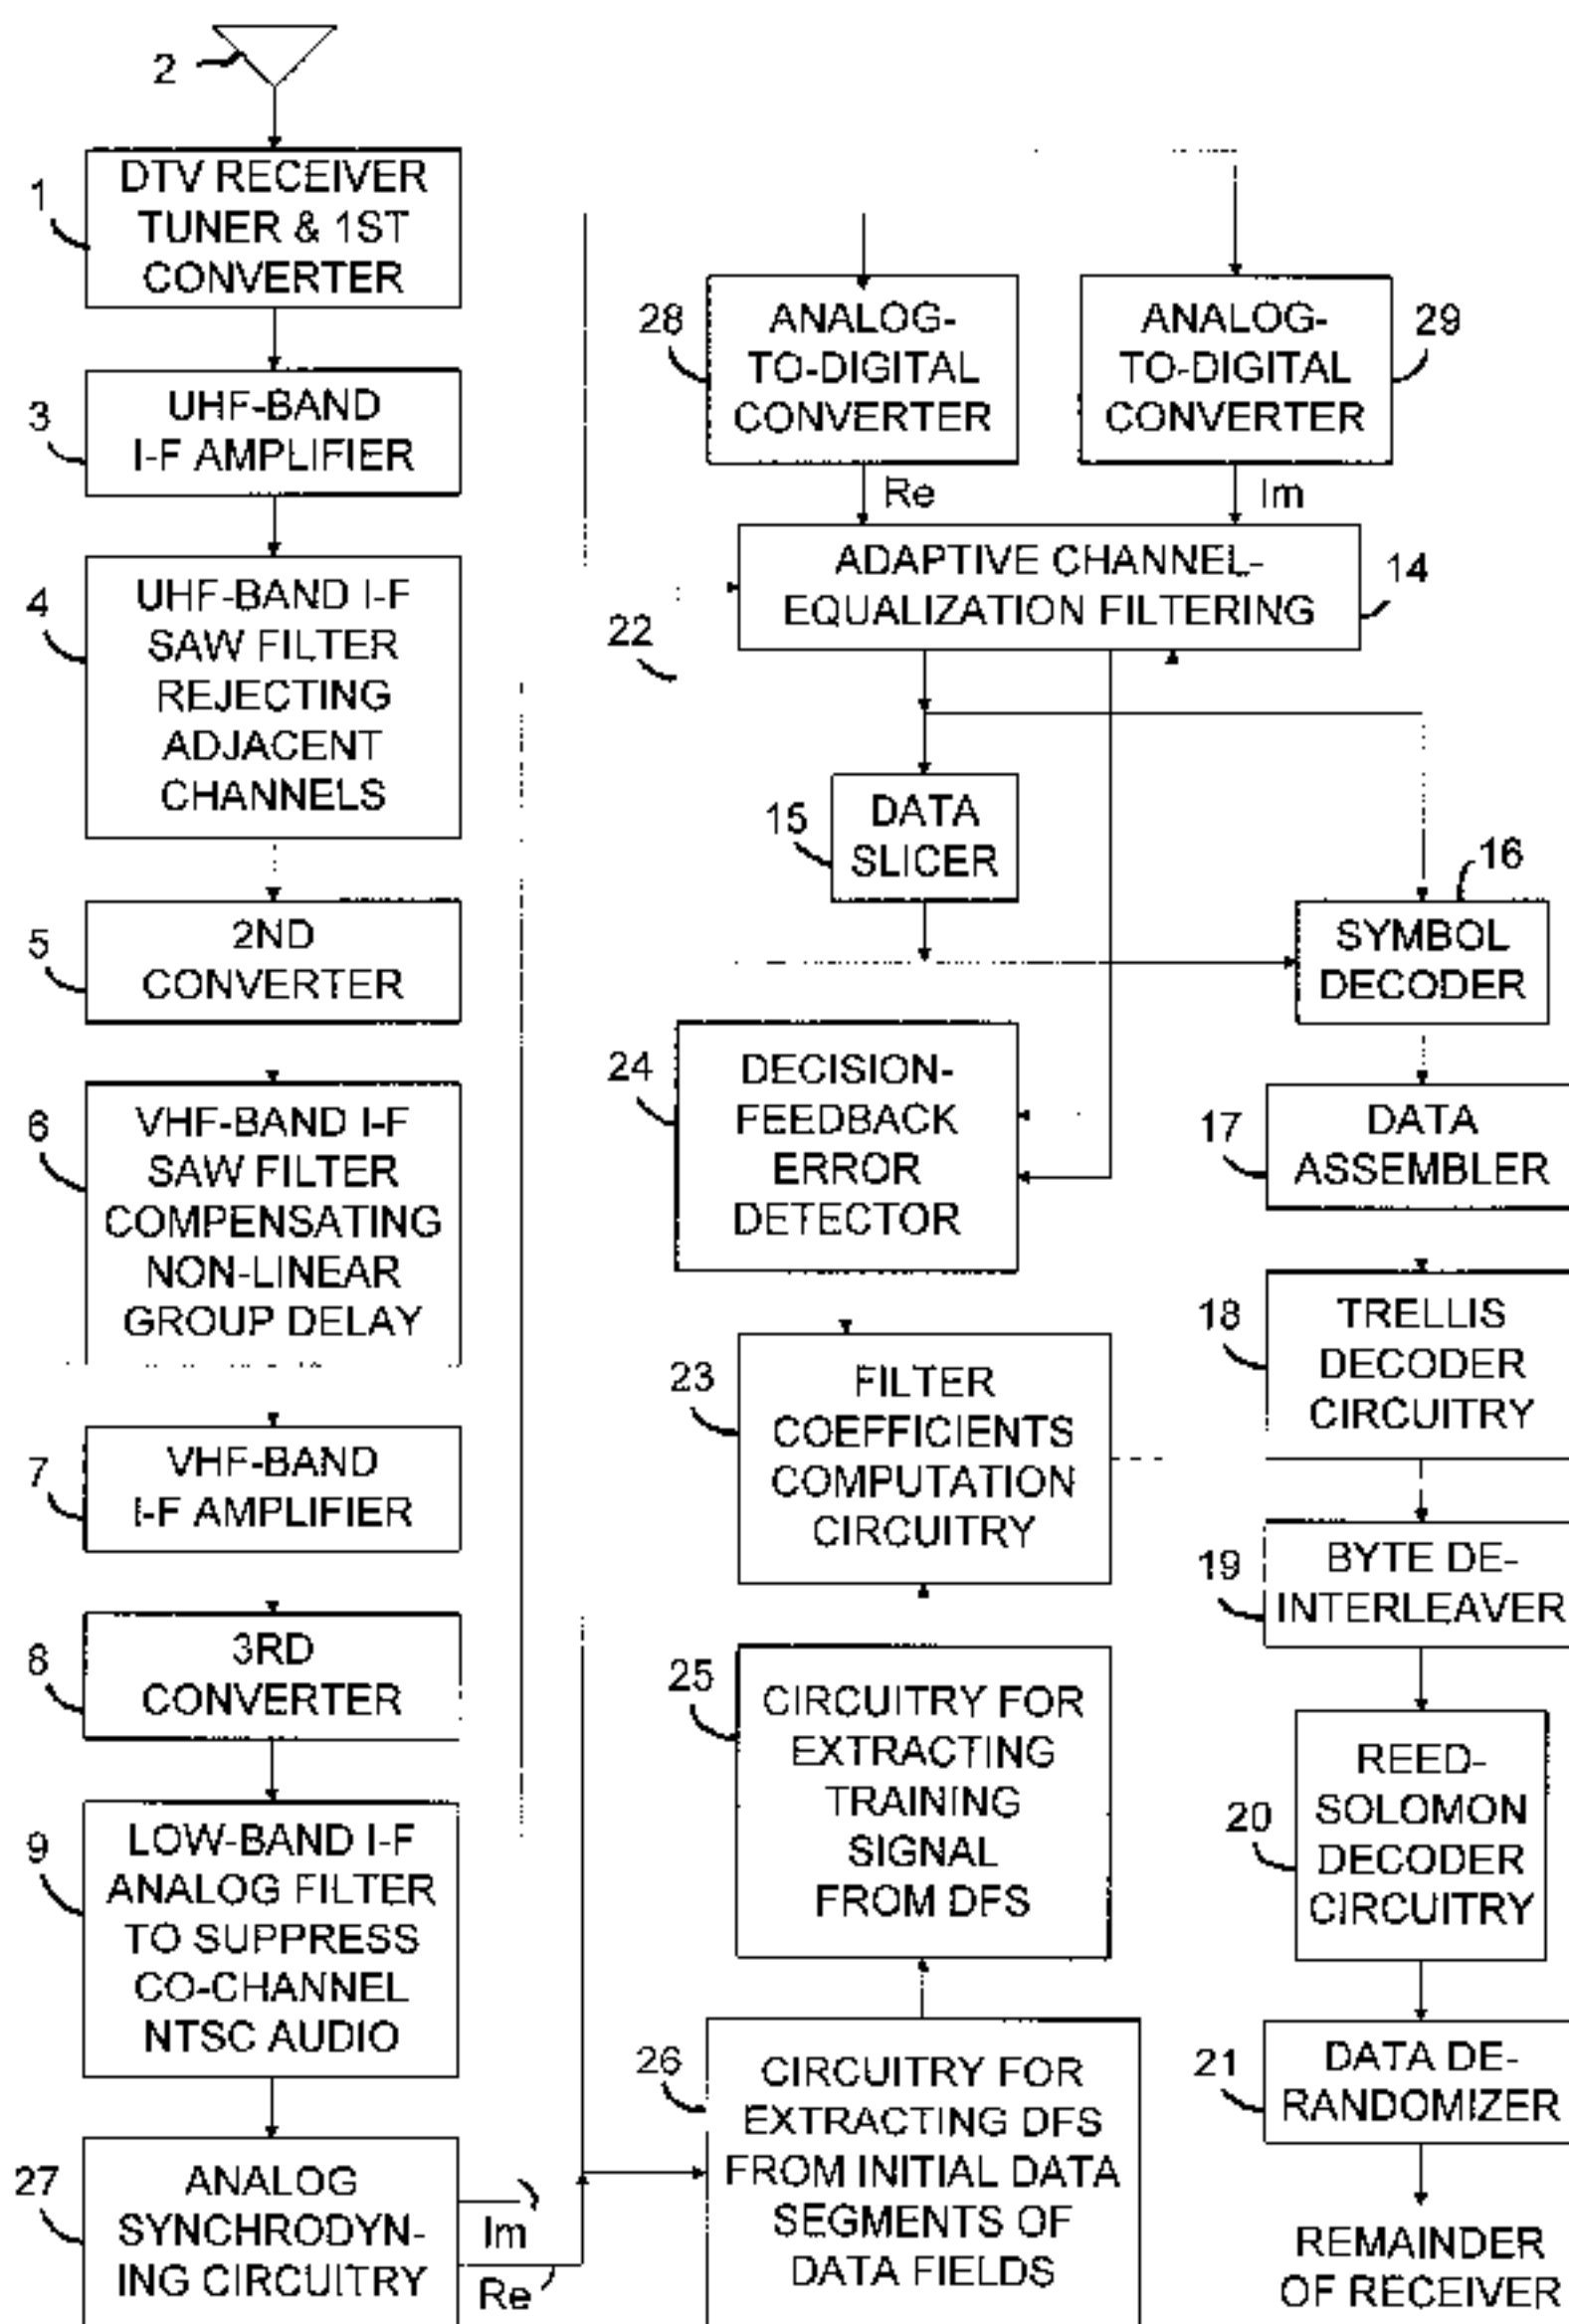 2
1
DTV RECEIVER
TUNER & 1ST
CONVERTER
3
UHF-BAND
I-F AMPLIFIER
4
UHF-BAND I-F
SAW FILTER
REJECTING
ADJACENT
CHANNELS
5
2ND
CONVERTER
6
VHF-BAND I-F
SAW FILTER
COMPENSATING
NON-LINEAR
GROUP DELAY
7
VHF-BAND
I-F AMPLIFIER
8
3RD
CONVERTER
9
LOW-BAND I-F
ANALOG FILTER
TO SUPPRESS
CO-CHANNEL
NTSC AUDIO
27
ANALOG
SYNCHRODYN-
ING CIRCUITRY
Im
Re
28
ANALOG-
TO-DIGITAL
CONVERTER
Re
ANALOG-
TO-DIGITAL
CONVERTER
29
Im
22
ADAPTIVE CHANNEL-
EQUALIZATION FILTERING
14
15
DATA
SLICER
24
DECISION-
FEEDBACK
ERROR
DETECTOR
23
FILTER
COEFFICIENTS
COMPUTATION
CIRCUITRY
25
CIRCUITRY FOR
EXTRACTING
TRAINING
SIGNAL
FROM DFS
26
CIRCUITRY FOR
EXTRACTING DFS
FROM INITIAL DATA
SEGMENTS OF
DATA FIELDS
16
SYMBOL
DECODER
17
DATA
ASSEMBLER
18
TRELLIS
DECODER
CIRCUITRY
19
BYTE DE-
INTERLEAVER
20
REED-
SOLOMON
DECODER
CIRCUITRY
21
DATA DE-
RANDOMIZER
REMAINDER
OF RECEIVER